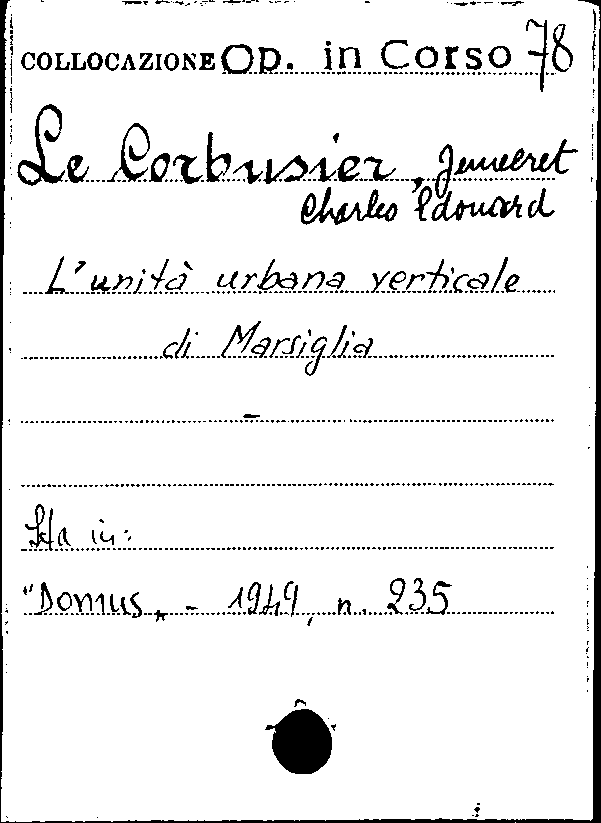 COLLOCAZIONE Op. in Corso 78
Le Corbusier, Jeanneret
Charles Edouard
L'unità urbana verticale
di Marsiglia
—
Sta in:
"Domus„ - 1949, n. 235